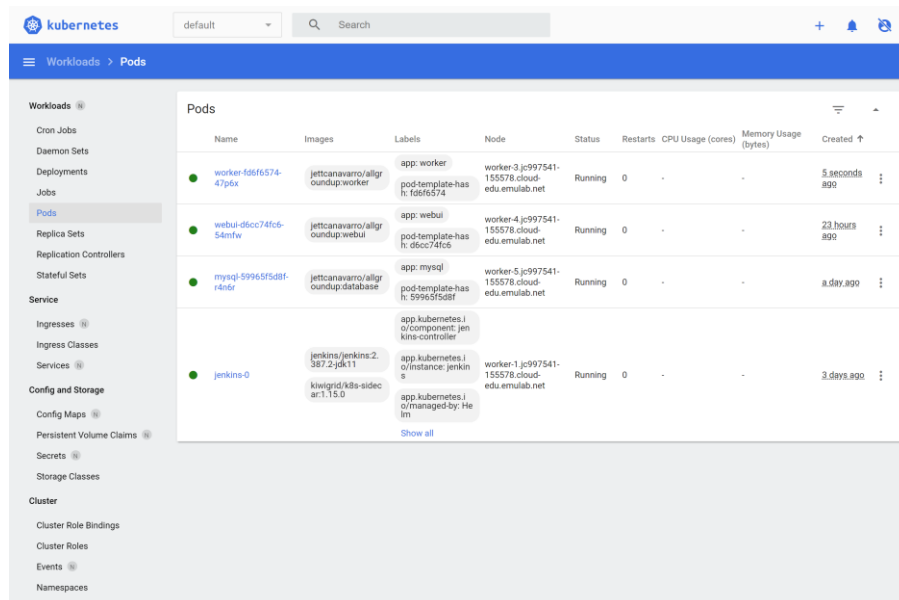 kubernetes
default
Search
Workloads > Pods
Workloads N
Cron Jobs
Daemon Sets
Deployments
Jobs
Pods
Replica Sets
Replication Controllers
Stateful Sets
Service
Ingresses N
Ingress Classes
Services N
Config and Storage
Config Maps N
Persistent Volume Claims N
Secrets N
Storage Classes
Cluster
Cluster Role Bindings
Cluster Roles
Events N
Namespaces
Pods
Name Images Labels Node Status Restarts CPU Usage (cores) Memory Usage (bytes) Created
worker-fd6f6574-
47p6x
jettcanavarro/allgr
oundup:worker
app: worker
pod-template-has
h: fd6f6574
worker-3.jc997541-
155578.cloud-
edu.emulab.net
Running 0 - -
5 seconds
ago
webui-d6cc74fc6-
54mfw
jettcanavarro/allgr
oundup:webui
app: webui
pod-template-has
h: d6cc74fc6
worker-4.jc997541-
155578.cloud-
edu.emulab.net
Running 0 - -
23 hours
ago
mysql-59965f5d8f-
r4n6r
jettcanavarro/allgr
oundup:database
app: mysql
pod-template-has
h: 59965f5d8f
worker-5.jc997541-
155578.cloud-
edu.emulab.net
Running 0 - -
a day ago
jenkins-0
jenkins/jenkins:2.
387.2-jdk11
kiwigrid/k8s-sidec
ar:1.15.0
app.kubernetes.i
o/component: jen
kins-controller
app.kubernetes.i
o/instance: jenkin
s
app.kubernetes.i
o/managed-by: He
lm
Show all
worker-1.jc997541-
155578.cloud-
edu.emulab.net
Running 0 - -
3 days ago